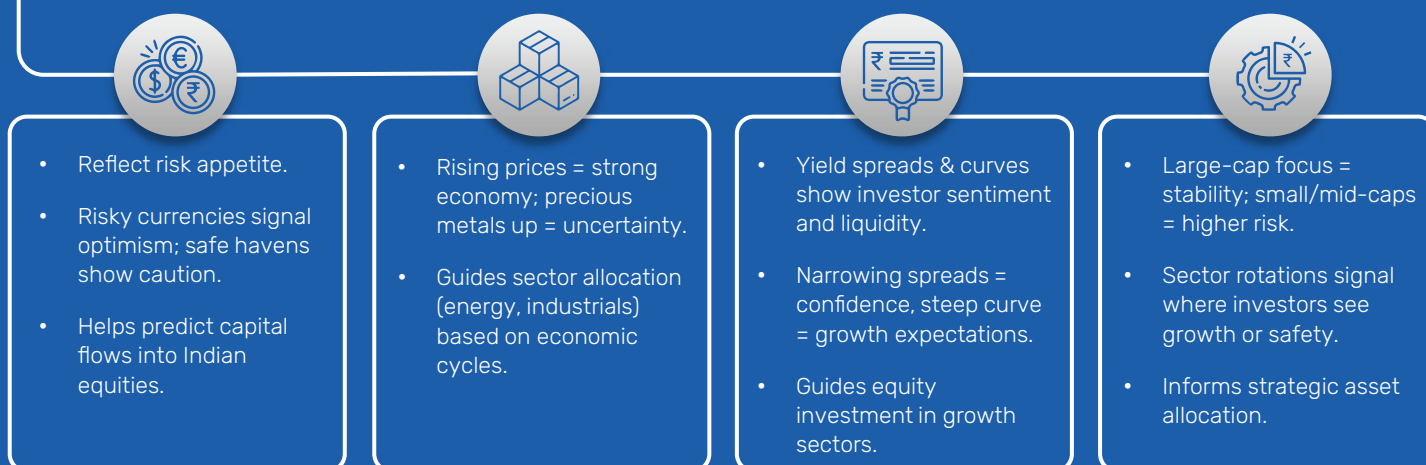 €
$
₹
₹
₹
• Reflect risk appetite.
• Risky currencies signal
optimism; safe havens
show caution.
• Helps predict capital
flows into Indian
equities.
• Rising prices = strong
economy; precious
metals up = uncertainty.
• Guides sector allocation
(energy, industrials)
based on economic
cycles.
• Yield spreads & curves
show investor sentiment
and liquidity.
• Narrowing spreads =
confidence, steep curve
= growth expectations.
• Guides equity
investment in growth
sectors.
• Large-cap focus =
stability; small/mid-caps
= higher risk.
• Sector rotations signal
where investors see
growth or safety.
• Informs strategic asset
allocation.